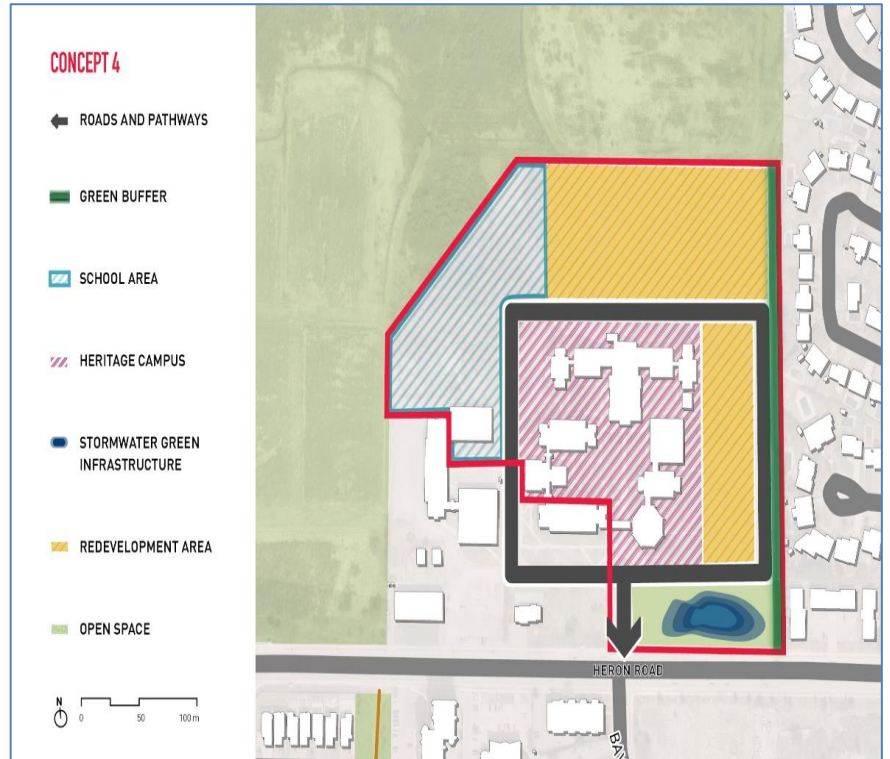 CONCEPT 4
ROADS AND PATHWAYS
GREEN BUFFER
SCHOOL AREA
HERITAGE CAMPUS
STORMWATER GREEN
INFRASTRUCTURE
REDEVELOPMENT AREA
OPEN SPACE
N
0 50 100 m
HERON ROAD
BAY